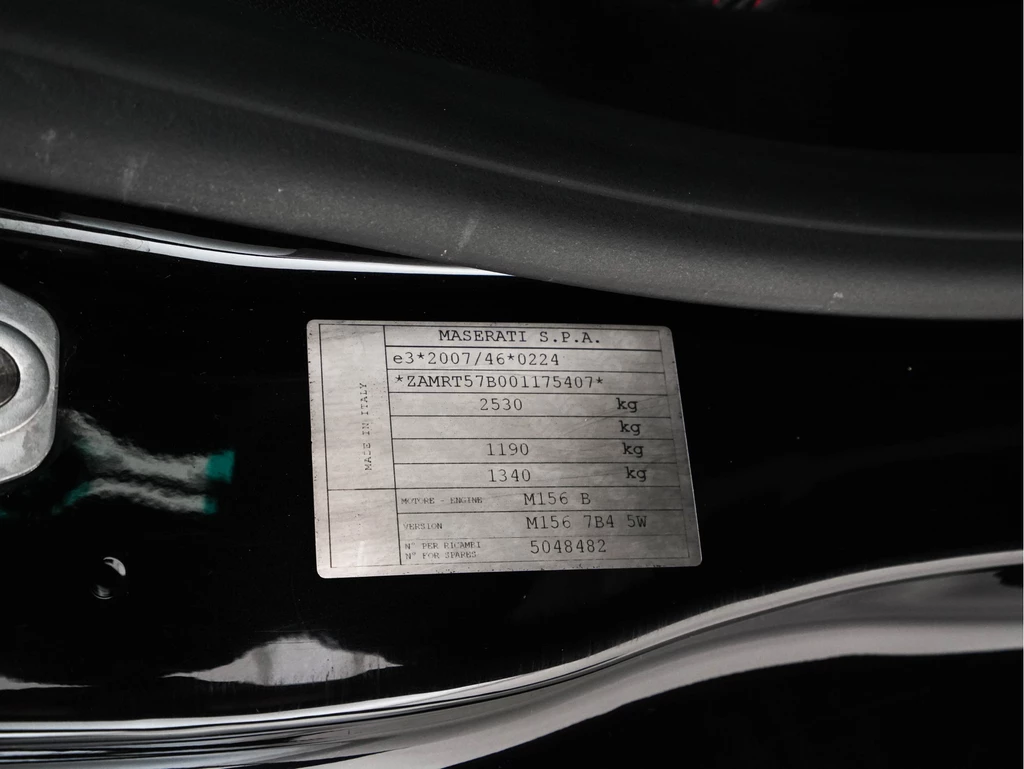 MASERATI S.P.A.
e3*2007/46*0224
*ZAMRT57B001175407*
2530 kg
kg
1190 kg
1340 kg
MADE IN ITALY
MOTORE - ENGINE M156 B
VERSION M156 7B4 5W
N° PER RICAMBI
N° FOR SPARES
5048482